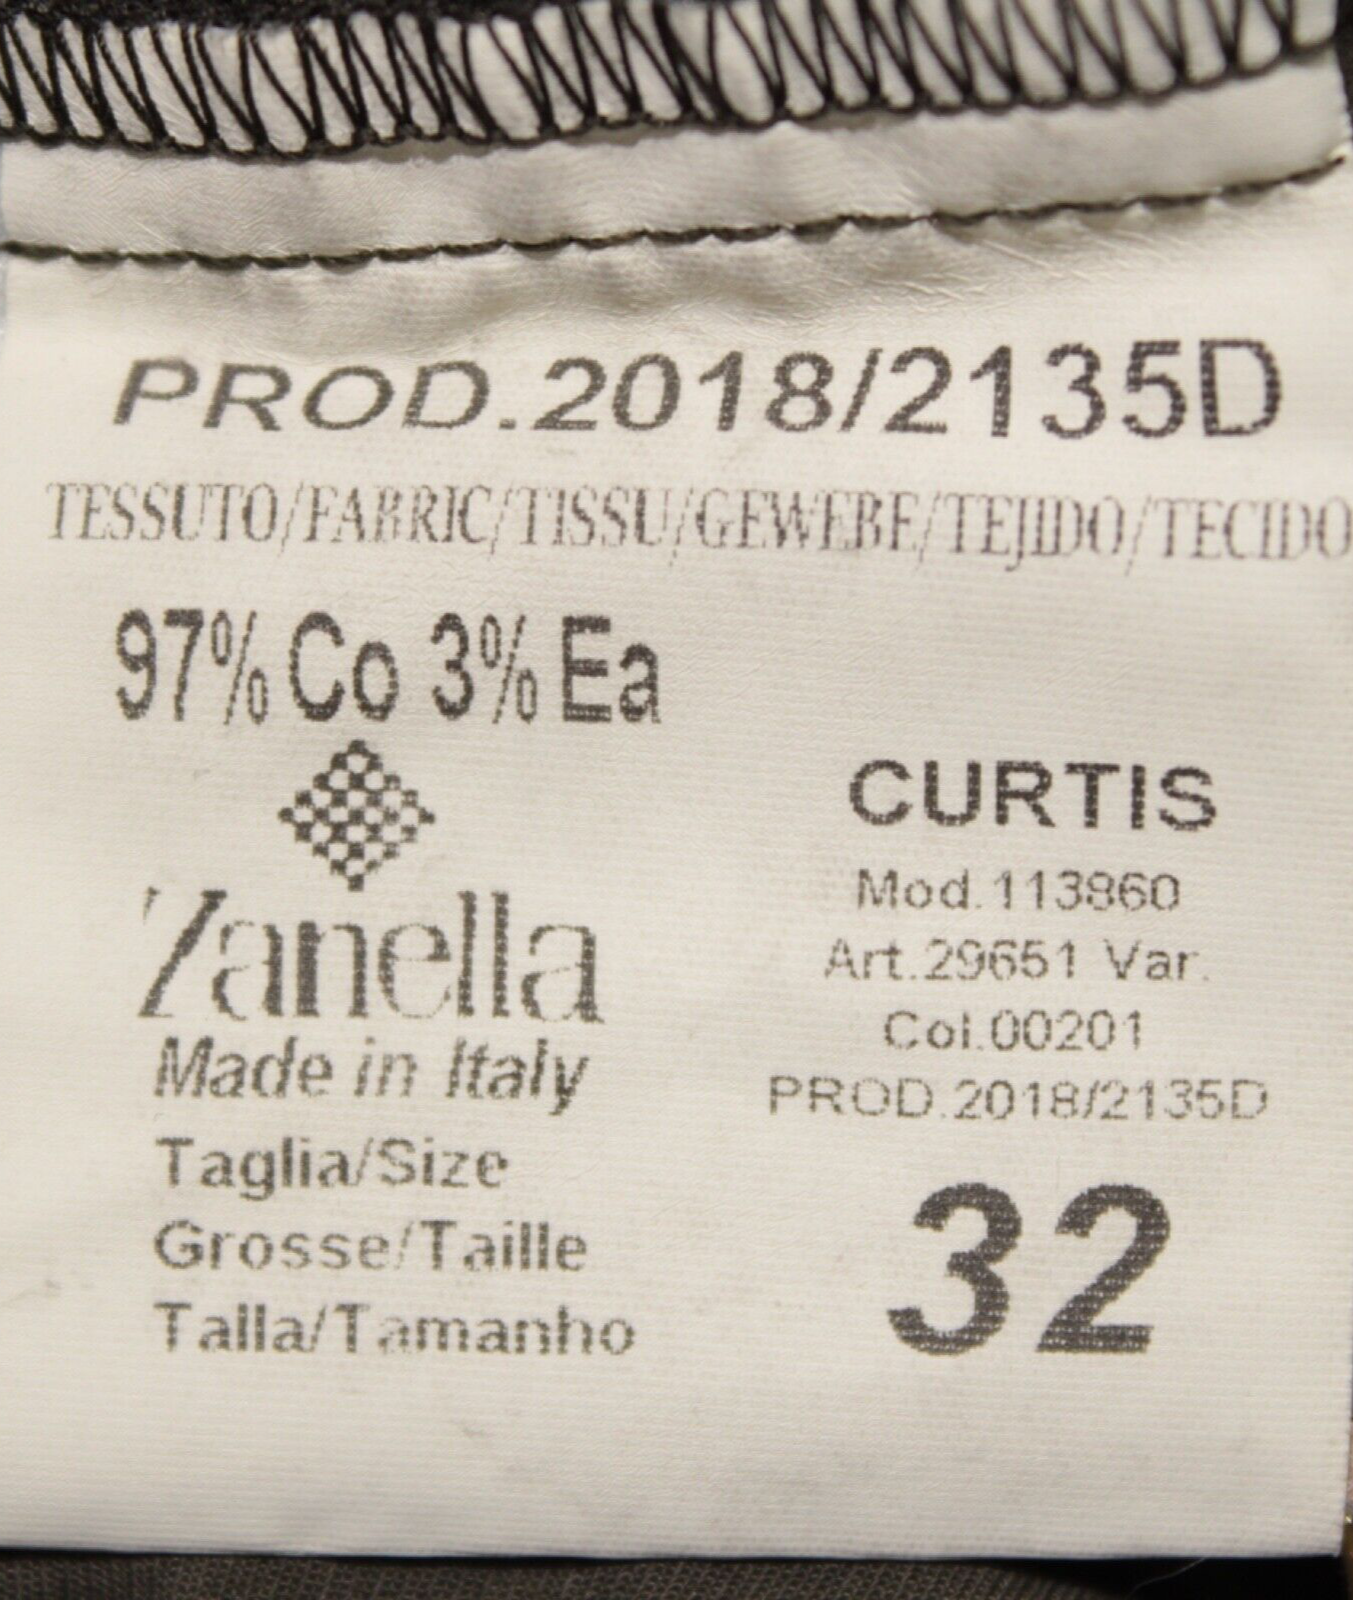 PROD.2018/2135D
TESSUTO/FABRIC/TISSU/GEWEBE/TEJIDO/TECIDO
97% Co 3% Ea
Zanella
Made in Italy
Taglia/Size
Grosse/Taille
Talla/Tamanho
CURTIS
Mod.113860
Art.29651 Var.
Col.00201
PROD.2018/2135D
32